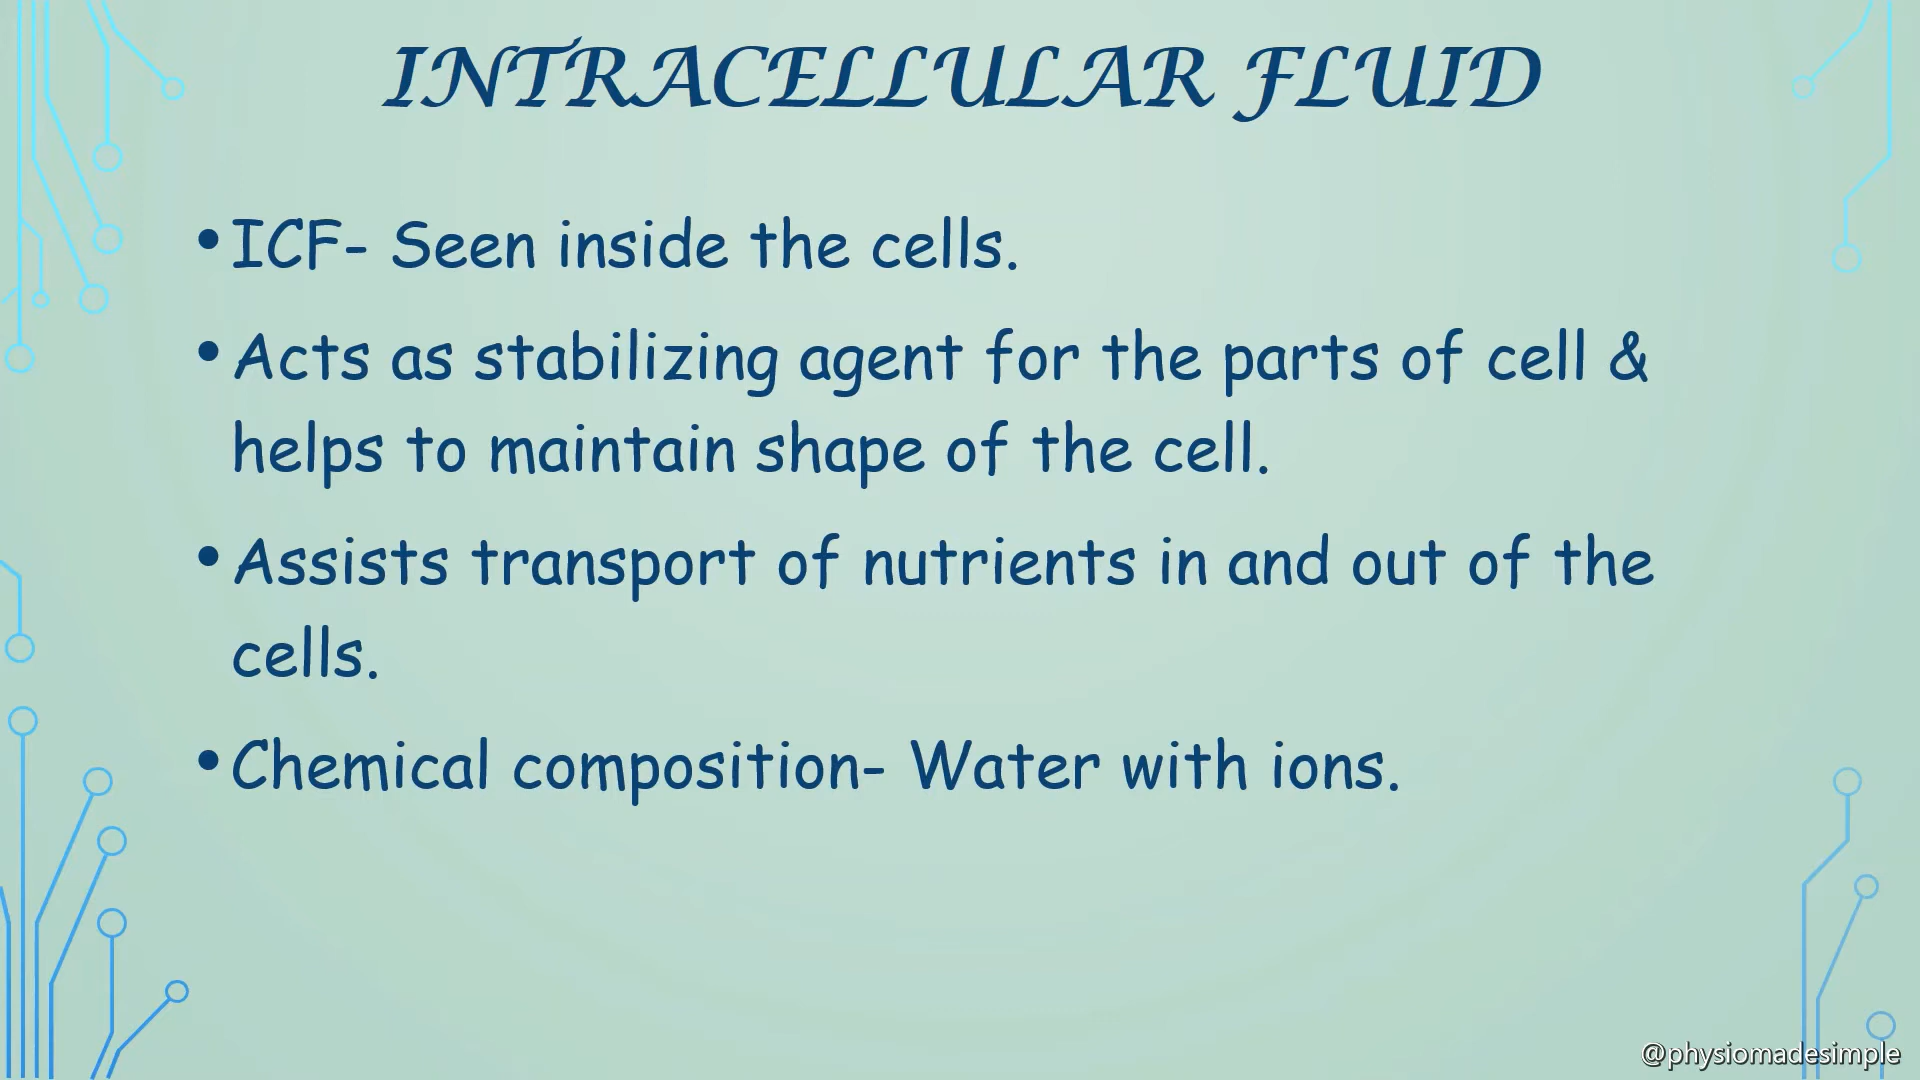 INTRACELLULAR FLUID
•ICF- Seen inside the cells.
•Acts as stabilizing agent for the parts of cell &
helps to maintain shape of the cell.
•Assists transport of nutrients in and out of the
cells.
•Chemical composition- Water with ions.
@physiomadesimple